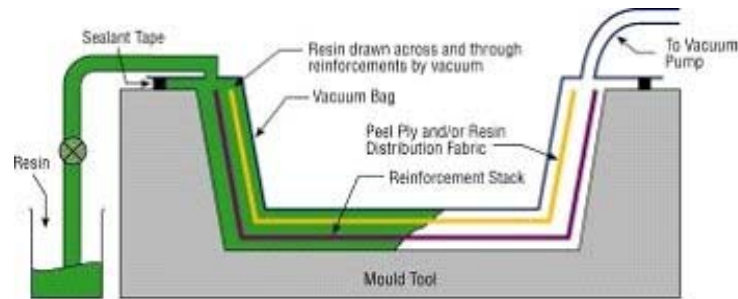 Sealant Tape
Resin drawn across and through
reinforcements by vacuum
To Vacuum
Pump
Vacuum Bag
Peel Ply and/or Resin
Distribution Fabric
Resin
Reinforcement Stack
Mould Tool